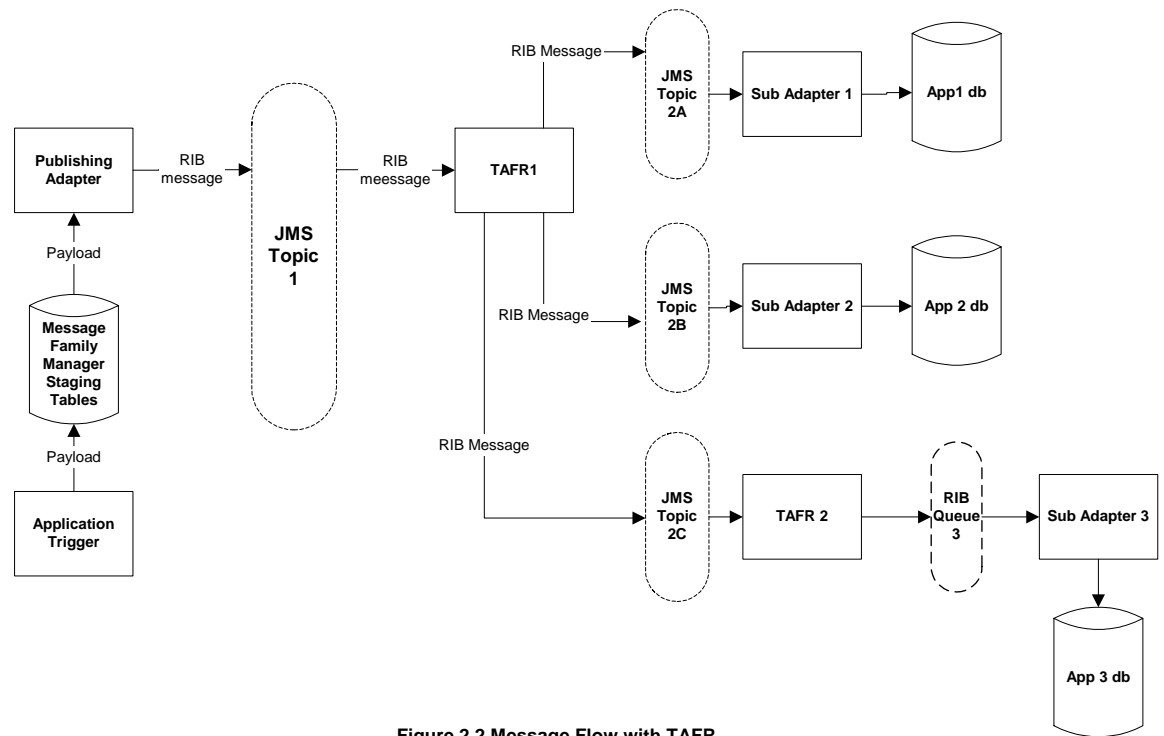 Application
Trigger
Payload
Message
Family
Manager
Staging
Tables
Payload
Publishing
Adapter
RIB
message
JMS
Topic
1
RIB
meessage
TAFR1
RIB Message
JMS
Topic
2A
Sub Adapter 1
App1 db
RIB Message
JMS
Topic
2B
Sub Adapter 2
App 2 db
RIB Message
JMS
Topic
2C
TAFR 2
RIB
Queue
3
Sub Adapter 3
App 3 db
Figure 2.2 Message Flow with TAFR